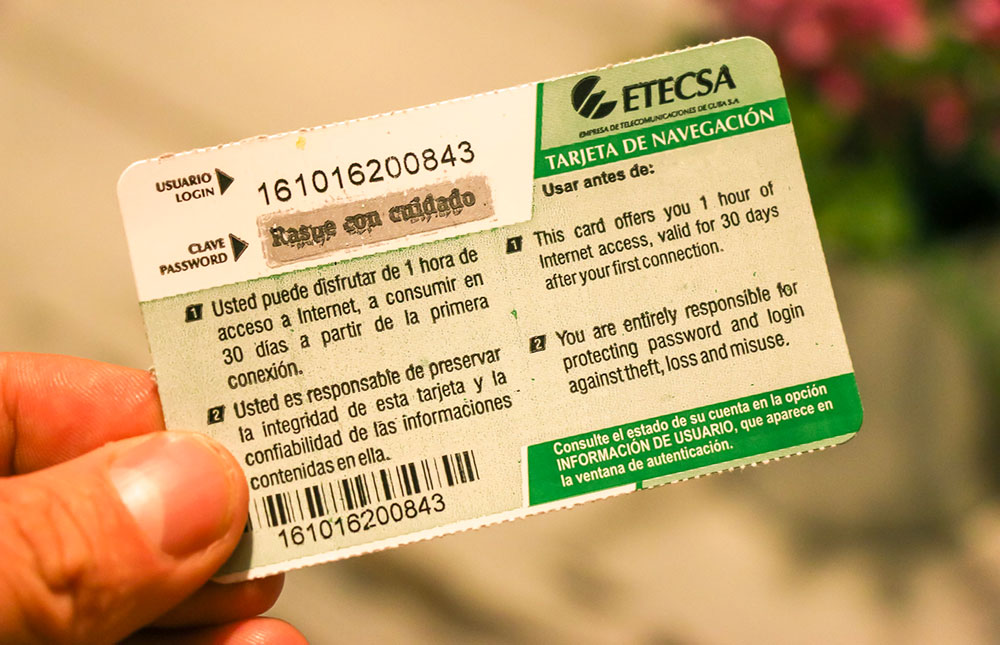 ETECSA
EMPRESA DE TELECOMUNICACIONES DE CUBA S.A.
TARJETA DE NAVEGACIÓN
USUARIO
LOGIN
161016200843
CLAVE
PASSWORD
Raspe con cuidado
1 Usted puede disfrutar de 1 hora de
acceso a Internet, a consumir en
30 días a partir de la primera
conexión.
2 Usted es responsable de preservar
la integridad de esta tarjeta y la
confiabilidad de las informaciones
contenidas en ella.
161016200843
Usar antes de:
1 This card offers you 1 hour of
Internet access, valid for 30 days
after your first connection.
2 You are entirely responsible for
protecting password and login
against theft, loss and misuse.
Consulte el estado de su cuenta en la opción
INFORMACIÓN DE USUARIO, que aparece en
la ventana de autenticación.